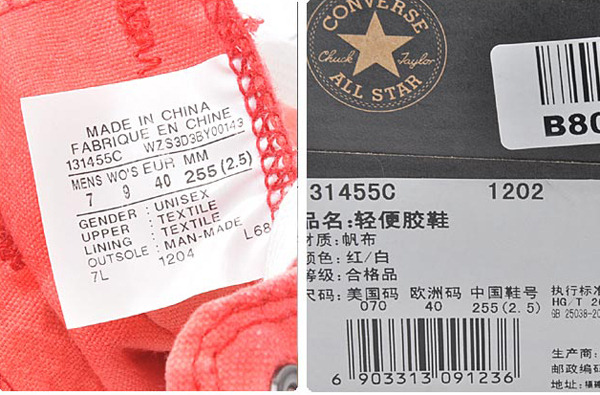 MADE IN CHINA
FABRIQUE EN CHINE
131455C WZS3D3BY00143
MENS WO'S EUR MM
7 9 40 255 (2.5)
GENDER : UNISEX
UPPER : TEXTILE
LINING : TEXTILE
OUTSOLE : MAN-MADE
7L 1204 L68
CONVERSE
Chuck Taylor
ALL STAR
B80
31455C 1202
品名:轻便胶鞋
材质:帆布
颜色:红/白
等级:合格品
尺码: 美国码 欧洲码 中国鞋号
070 40 255(2.5)
6 903313 091236
执行标准
HG/T 20
GB 25038-20
生产商:
邮政编码
地址: